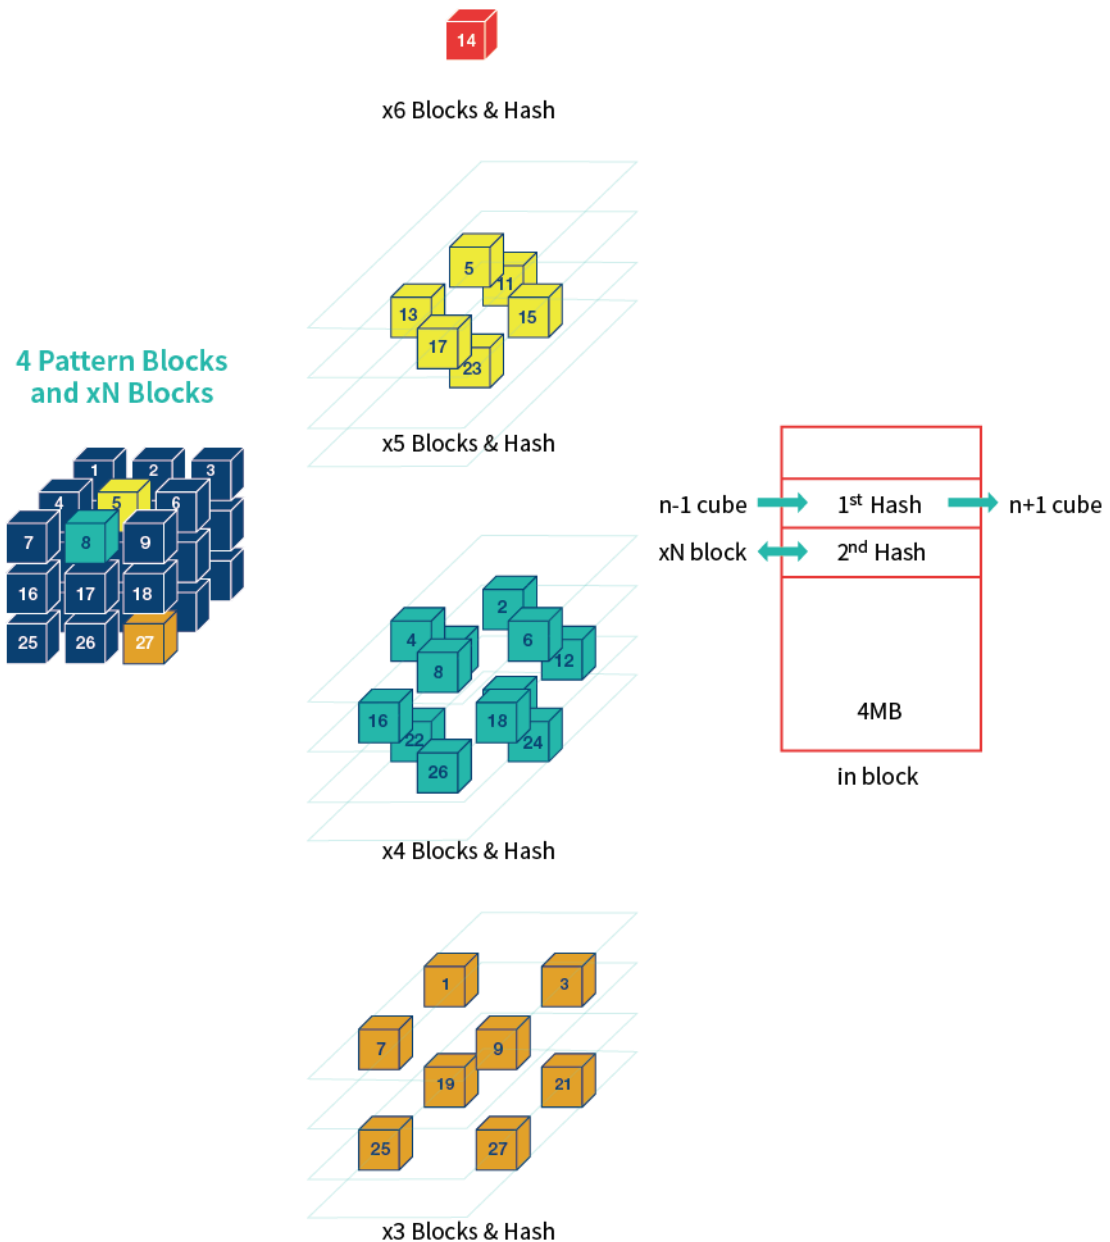 14
x6 Blocks & Hash
5
11
13
15
17
23
x5 Blocks & Hash
4 Pattern Blocks
and xN Blocks
1 2 3
4 5 6
7 8 9
16 17 18
25 26 27
2
4 6
8 12
16 18
22 24
26
x4 Blocks & Hash
n-1 cube 1st Hash n+1 cube
xN block 2nd Hash
4MB
in block
1 3
7 9
19 21
25 27
x3 Blocks & Hash